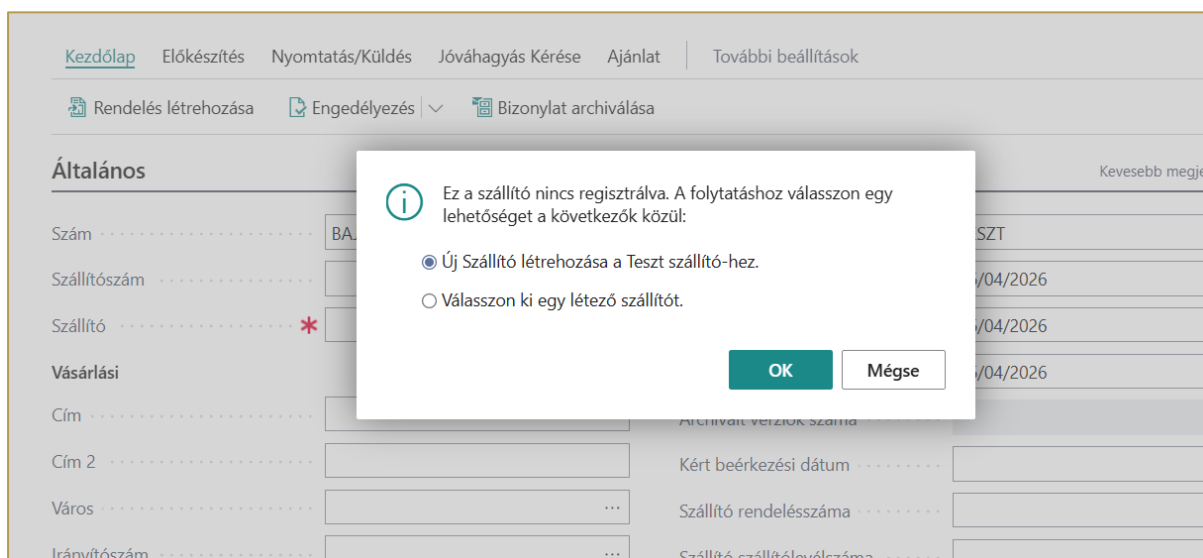 Kezdőlap Előkészítés Nyomtatás/Küldés Jóváhagyás Kérése Ajánlat További beállítások
Rendelés létrehozása Engedélyezés Bizonylat archiválása
Általános
Kevesebb
Ez a szállító nincs regisztrálva. A folytatáshoz válasszon egy
lehetőséget a következők közül:
Új Szállító létrehozása a Teszt szállító-hez.
Válasszon ki egy létező szállítót.
OK Mégse
Szám
Szállítószám
Szállító *
Vásárlási
Cím
Cím 2
Város ...
Irányítószám ...
/04/2026
/04/2026
/04/2026
Archivált verziók száma
Kért beérkezési dátum
Szállító rendelésszáma
Szállító szállítólevélszáma